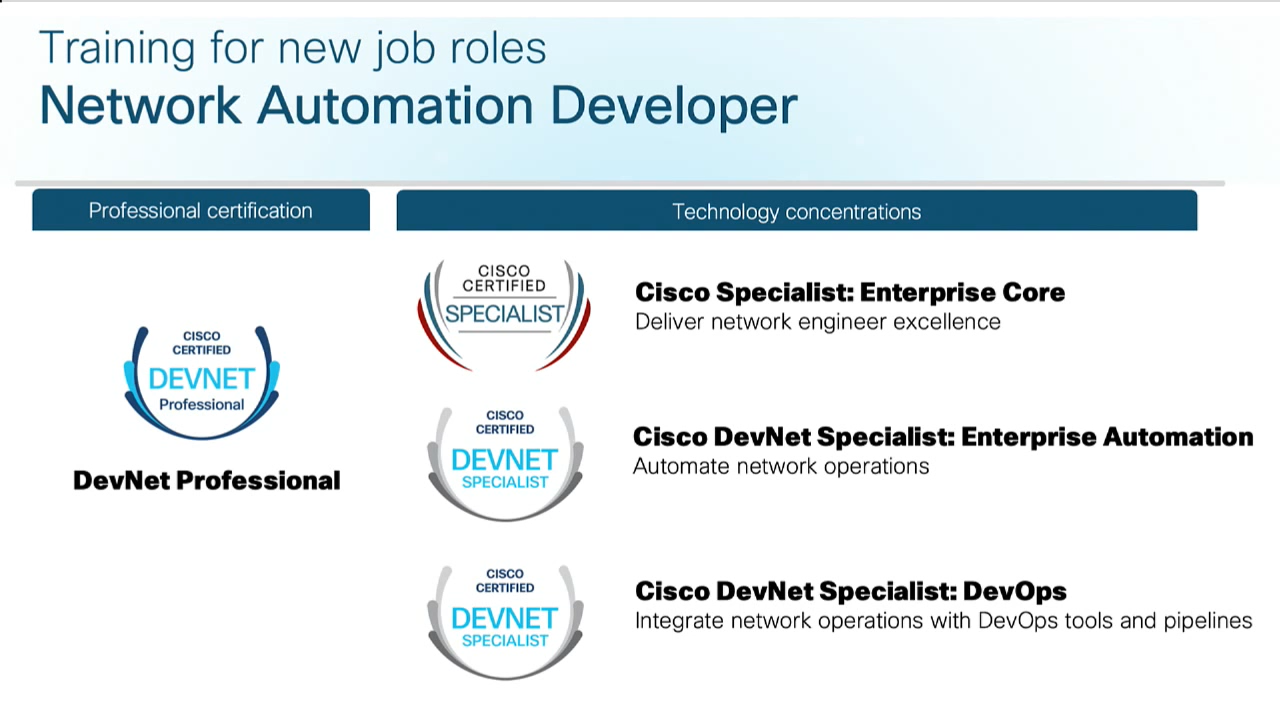 Training for new job roles
Network Automation Developer
Professional certification
Technology concentrations
CISCO
CERTIFIED
DEVNET
Professional
DevNet Professional
CISCO
CERTIFIED
SPECIALIST
Cisco Specialist: Enterprise Core
Deliver network engineer excellence
CISCO
CERTIFIED
DEVNET
SPECIALIST
Cisco DevNet Specialist: Enterprise Automation
Automate network operations
CISCO
CERTIFIED
DEVNET
SPECIALIST
Cisco DevNet Specialist: DevOps
Integrate network operations with DevOps tools and pipelines